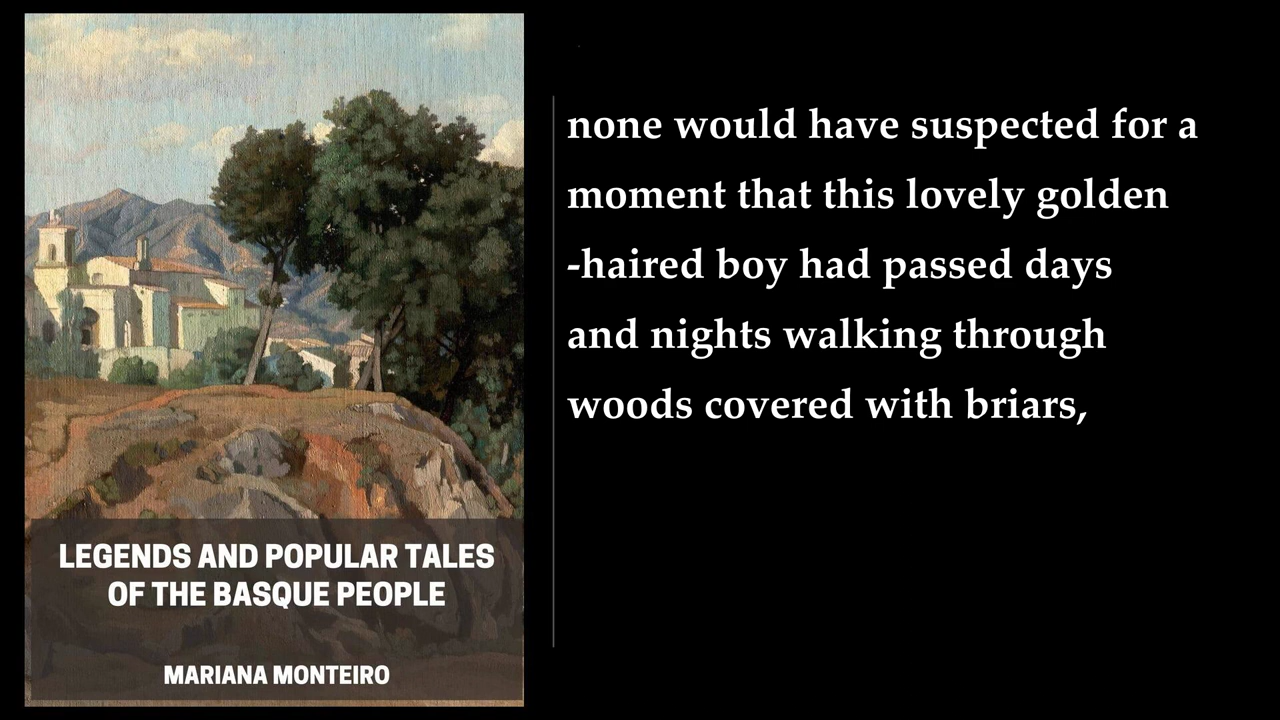 none would have suspected for a
moment that this lovely golden
-haired boy had passed days
and nights walking through
woods covered with briars,
LEGENDS AND POPULAR TALES
OF THE BASQUE PEOPLE
MARIANA MONTEIRO